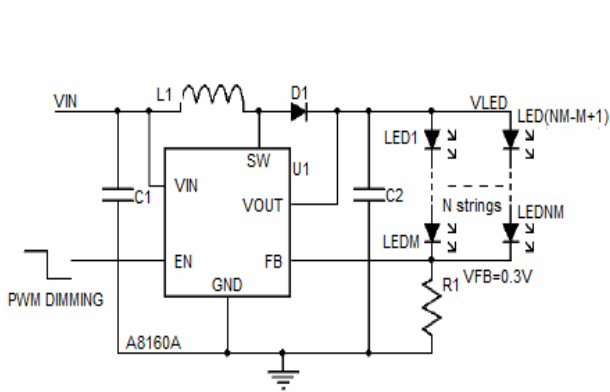 VIN
L1
D1
VLED
LED(NM-M+1)
LED1
SW
U1
VIN
C1
VOUT
C2
N strings
LEDNM
LEDM
EN
FB
R1
VFB=0.3V
GND
PWM DIMMING
A8160A